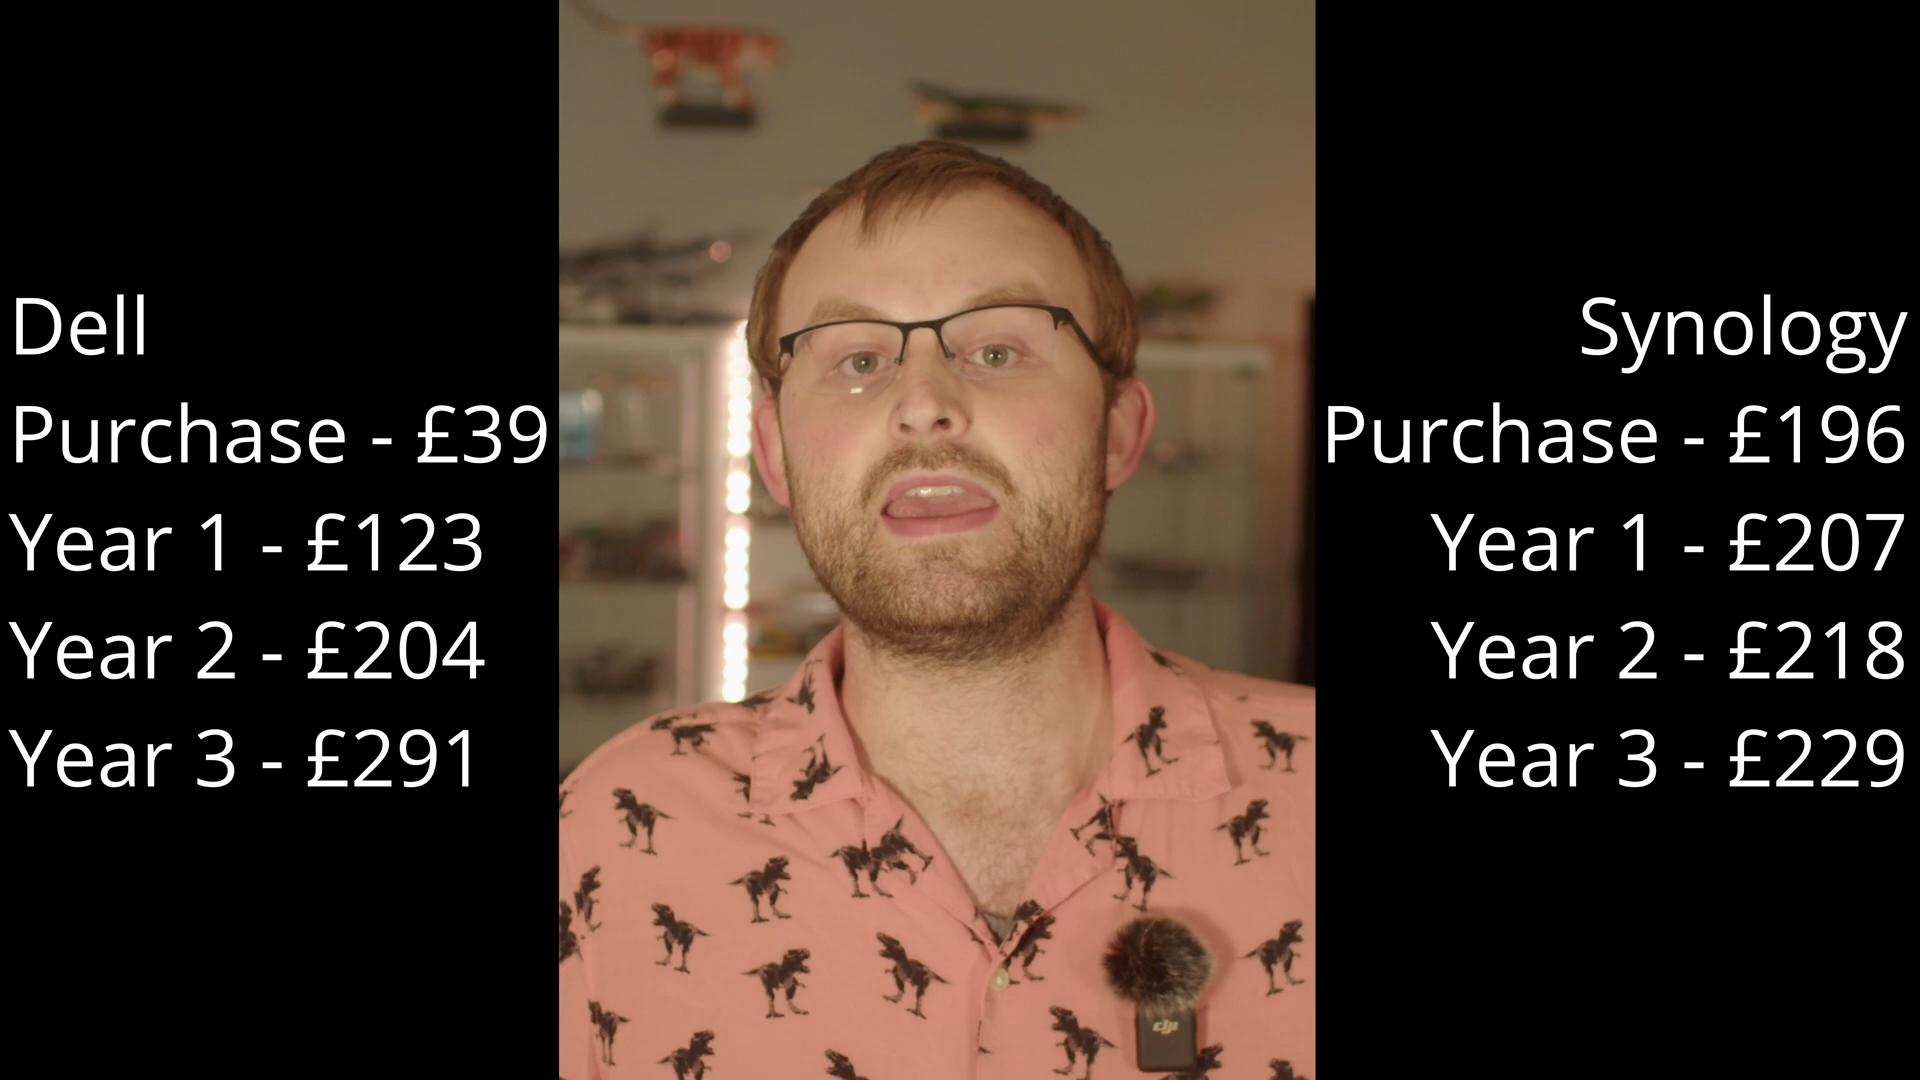 Dell
Purchase - £39
Year 1 - £123
Year 2 - £204
Year 3 - £291
Synology
Purchase - £196
Year 1 - £207
Year 2 - £218
Year 3 - £229
dji